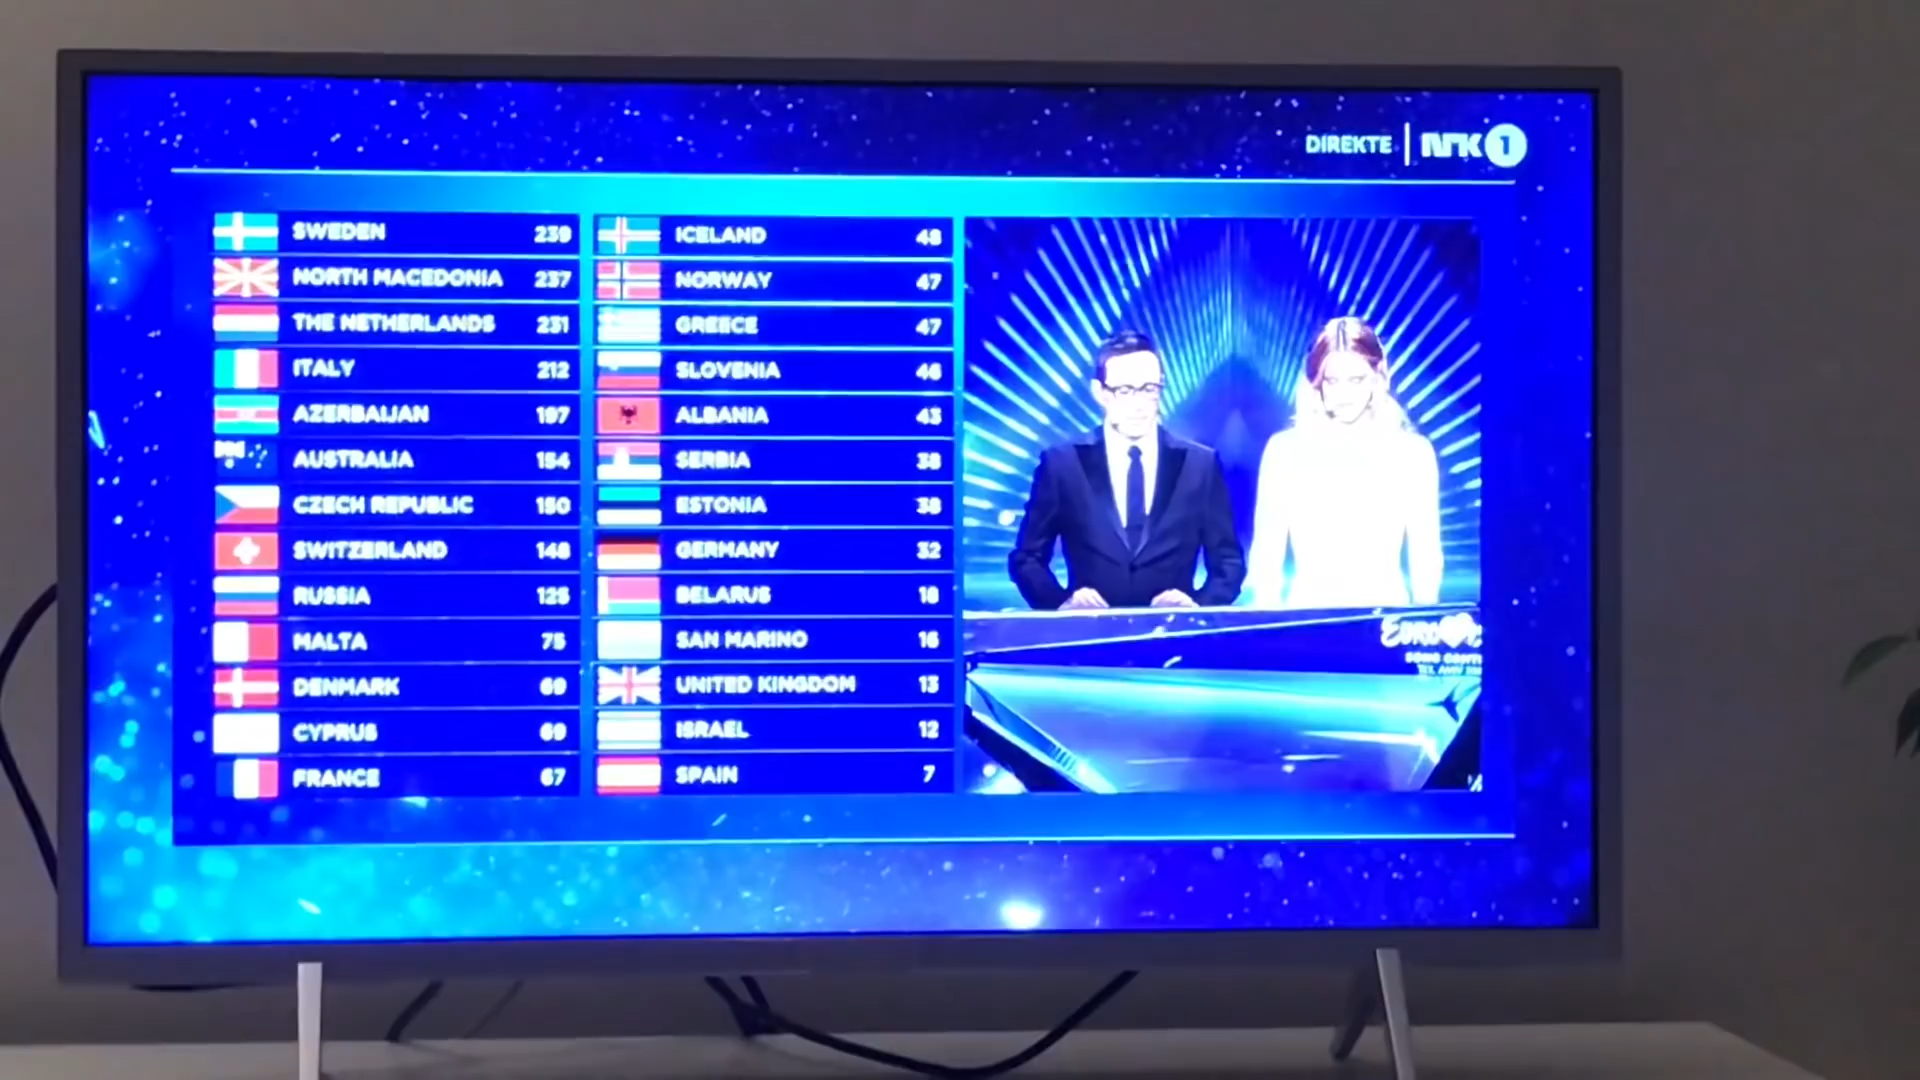 DIREKTE | NRK 1
SWEDEN 239
NORTH MACEDONIA 237
THE NETHERLANDS 231
ITALY 212
AZERBAIJAN 197
AUSTRALIA 154
CZECH REPUBLIC 150
SWITZERLAND 148
RUSSIA 125
MALTA 75
DENMARK 69
CYPRUS 69
FRANCE 67
ICELAND 48
NORWAY 47
GREECE 47
SLOVENIA 46
ALBANIA 43
SERBIA 38
ESTONIA 38
GERMANY 32
BELARUS 18
SAN MARINO 16
UNITED KINGDOM 13
ISRAEL 12
SPAIN 7